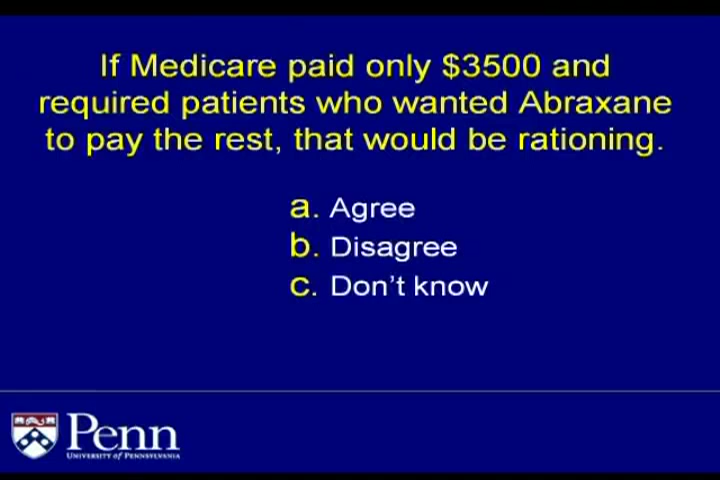 If Medicare paid only $3500 and
required patients who wanted Abraxane
to pay the rest, that would be rationing.
a. Agree
b. Disagree
c. Don't know
Penn
UNIVERSITY of PENNSYLVANIA